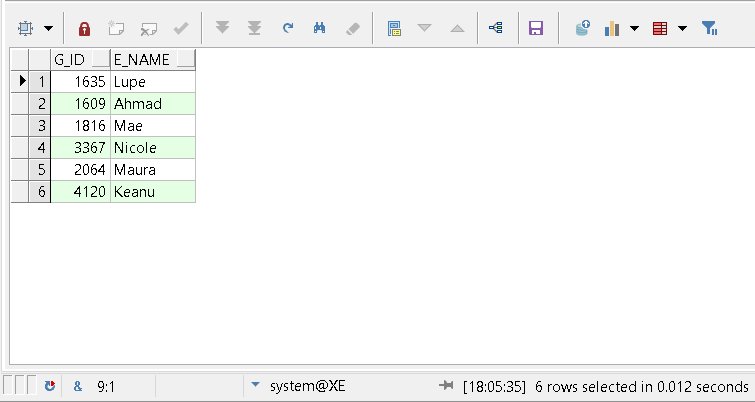 G_ID E_NAME
1 1635 Lupe
2 1609 Ahmad
3 1816 Mae
4 3367 Nicole
5 2064 Maura
6 4120 Keanu
& 9:1 system@XE [18:05:35] 6 rows selected in 0.012 seconds